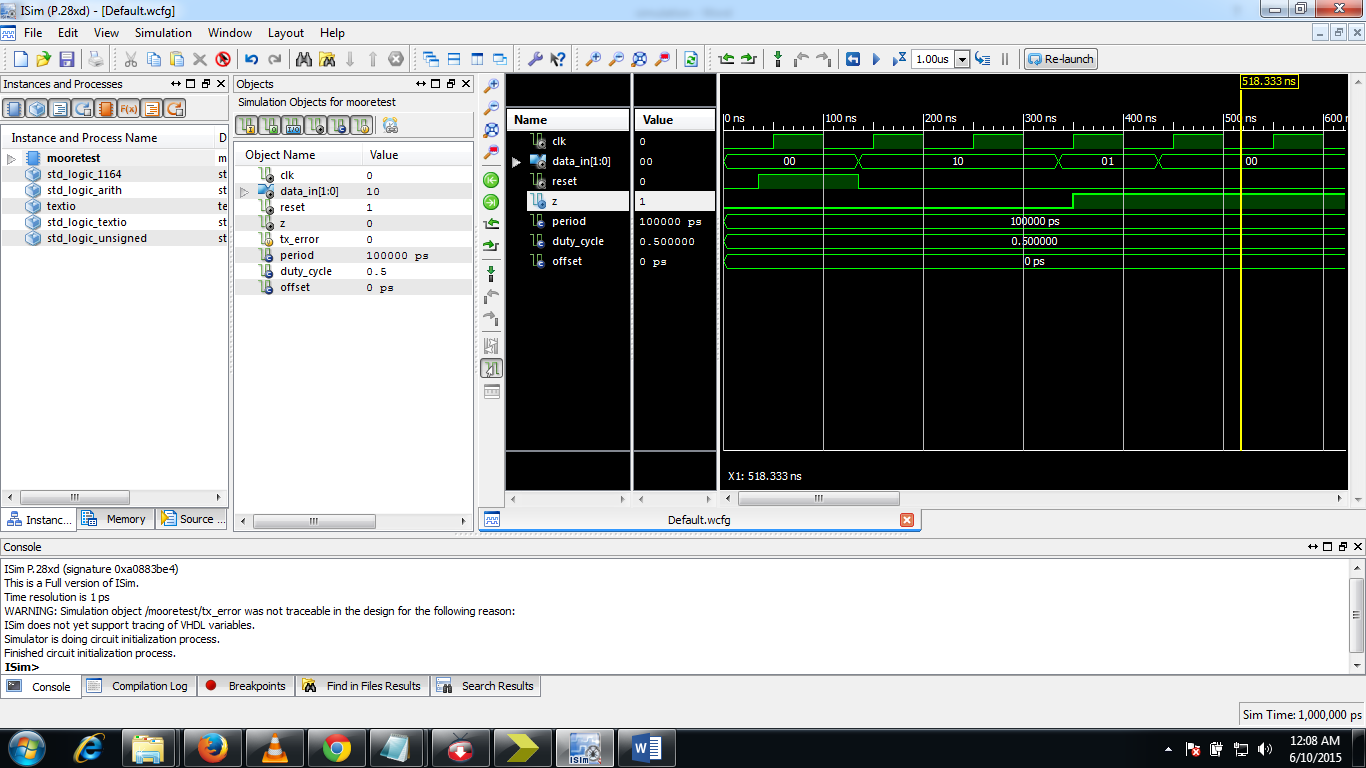 ISim (P.28xd) - [Default.wcfg]
File Edit View Simulation Window Layout Help
1.00us Re-launch
Instances and Processes
Instance and Process Name D
mooretest m
std_logic_1164 st
std_logic_arith st
textio te
std_logic_textio st
std_logic_unsigned st
Instanc... Memory Source ...
Objects
Simulation Objects for mooretest
Object Name Value
clk 0
data_in[1:0] 10
reset 1
z 0
tx_error 0
period 100000 ps
duty_cycle 0.5
offset 0 ps
Name Value
clk 0
data_in[1:0] 00
reset 0
z 1
period 100000 ps
duty_cycle 0.500000
offset 0 ps
518.333 ns
0 ns 100 ns 200 ns 300 ns 400 ns 500 ns 600 n
00 10 01 00
100000 ps
0.500000
0 ps
X1: 518.333 ns
Default.wcfg
Console
ISim P.28xd (signature 0xa0883be4)
This is a Full version of ISim.
Time resolution is 1 ps
WARNING: Simulation object /mooretest/tx_error was not traceable in the design for the following reason:
ISim does not yet support tracing of VHDL variables.
Simulator is doing circuit initialization process.
Finished circuit initialization process.
ISim>
Console Compilation Log Breakpoints Find in Files Results Search Results
Sim Time: 1,000,000 ps
ISim
12:08 AM
6/10/2015